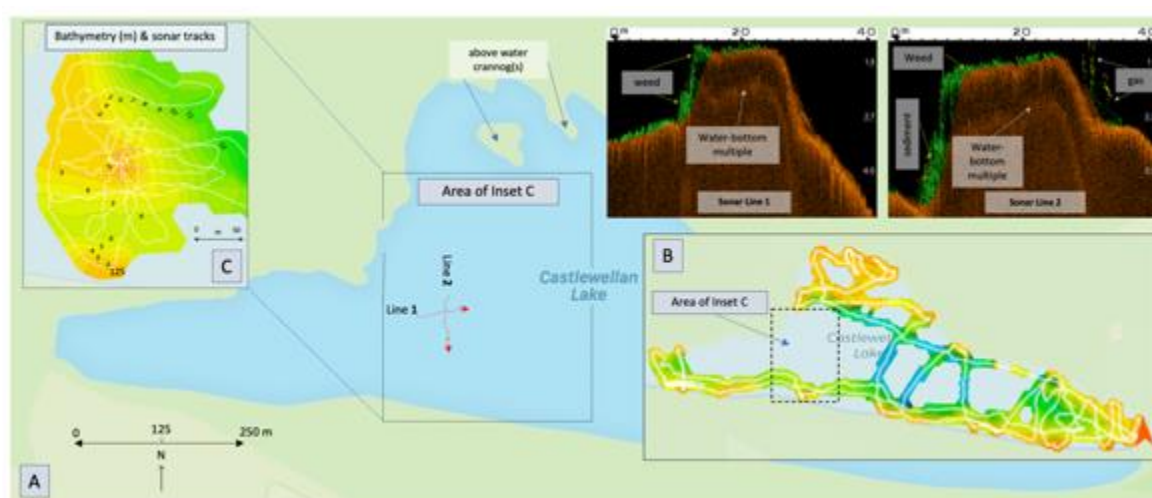 Bathymetry (m) & sonar tracks
C
125
above water
crannog(s)
0m
20
40
weed
Water-bottom
multiple
Sonar Line 1
0m
20
Weed
gas
sediment
Water-
bottom
multiple
Sonar Line 2
Area of Inset C
Line 2
Line 1
Castlewellan
Lake
B
Area of Inset C
Lake
0
125
250 m
N
A